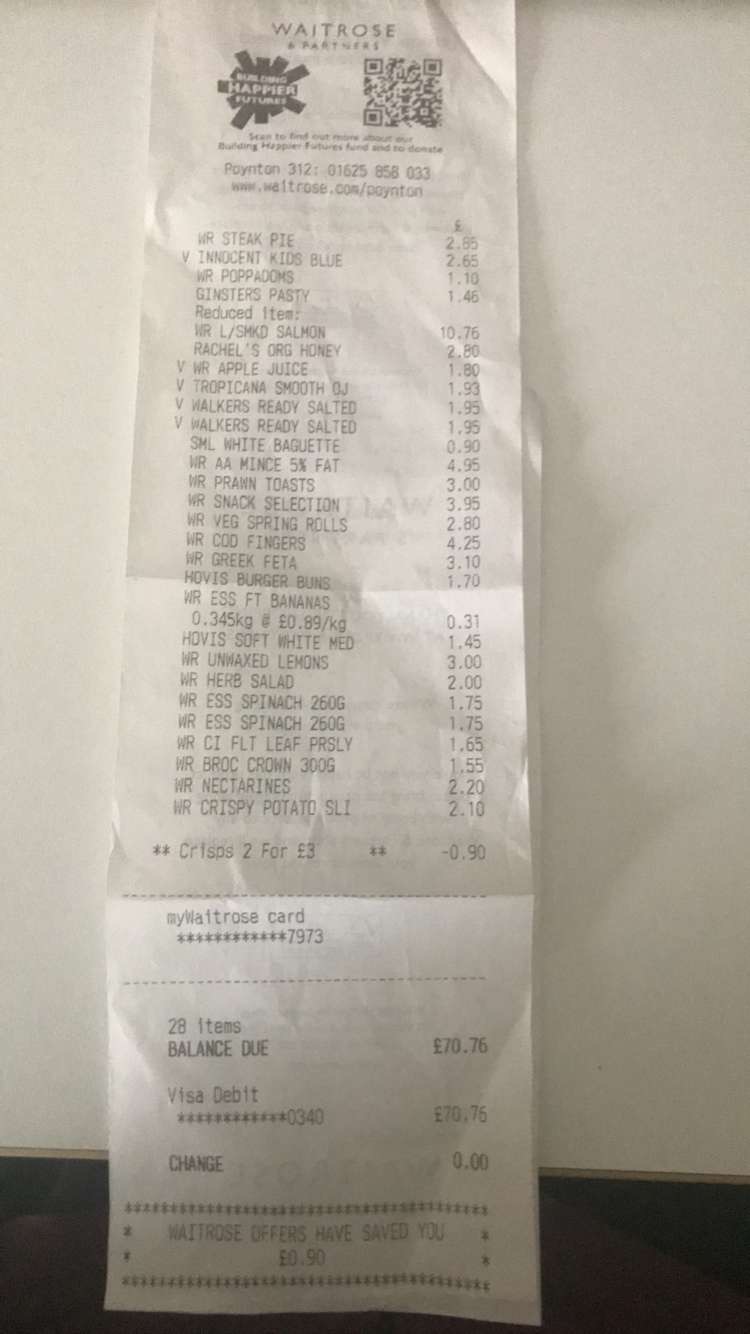 WAITROSE
& PARTNERS
BUILDING
HAPPIER
FUTURES
Scan to find out more about our
Building Happier Futures fund and to donate
Poynton 312: 01625 858 033
www.waitrose.com/poynton
£
WR STEAK PIE 2.85
V INNOCENT KIDS BLUE 2.65
WR POPPADOMS 1.10
GINSTERS PASTY 1.46
Reduced Item:
WR L/SMKD SALMON 10.76
RACHEL'S ORG HONEY 2.80
V WR APPLE JUICE 1.80
V TROPICANA SMOOTH OJ 1.93
V WALKERS READY SALTED 1.95
V WALKERS READY SALTED 1.95
SML WHITE BAGUETTE 0.90
WR AA MINCE 5% FAT 4.95
WR PRAWN TOASTS 3.00
WR SNACK SELECTION 3.95
WR VEG SPRING ROLLS 2.80
WR COD FINGERS 4.25
WR GREEK FETA 3.10
HOVIS BURGER BUNS 1.70
WR ESS FT BANANAS
0.345kg @ £0.89/kg 0.31
HOVIS SOFT WHITE MED 1.45
WR UNWAXED LEMONS 3.00
WR HERB SALAD 2.00
WR ESS SPINACH 260G 1.75
WR ESS SPINACH 260G 1.75
WR CI FLT LEAF PRSLY 1.65
WR BROC CROWN 300G 1.55
WR NECTARINES 2.20
WR CRISPY POTATO SLI 2.10
** Crisps 2 For £3 ** -0.90
myWaitrose card
************7973
28 items
BALANCE DUE £70.76
Visa Debit
************0340 £70.76
CHANGE 0.00
****************************************
* WAITROSE OFFERS HAVE SAVED YOU *
* £0.90 *
****************************************